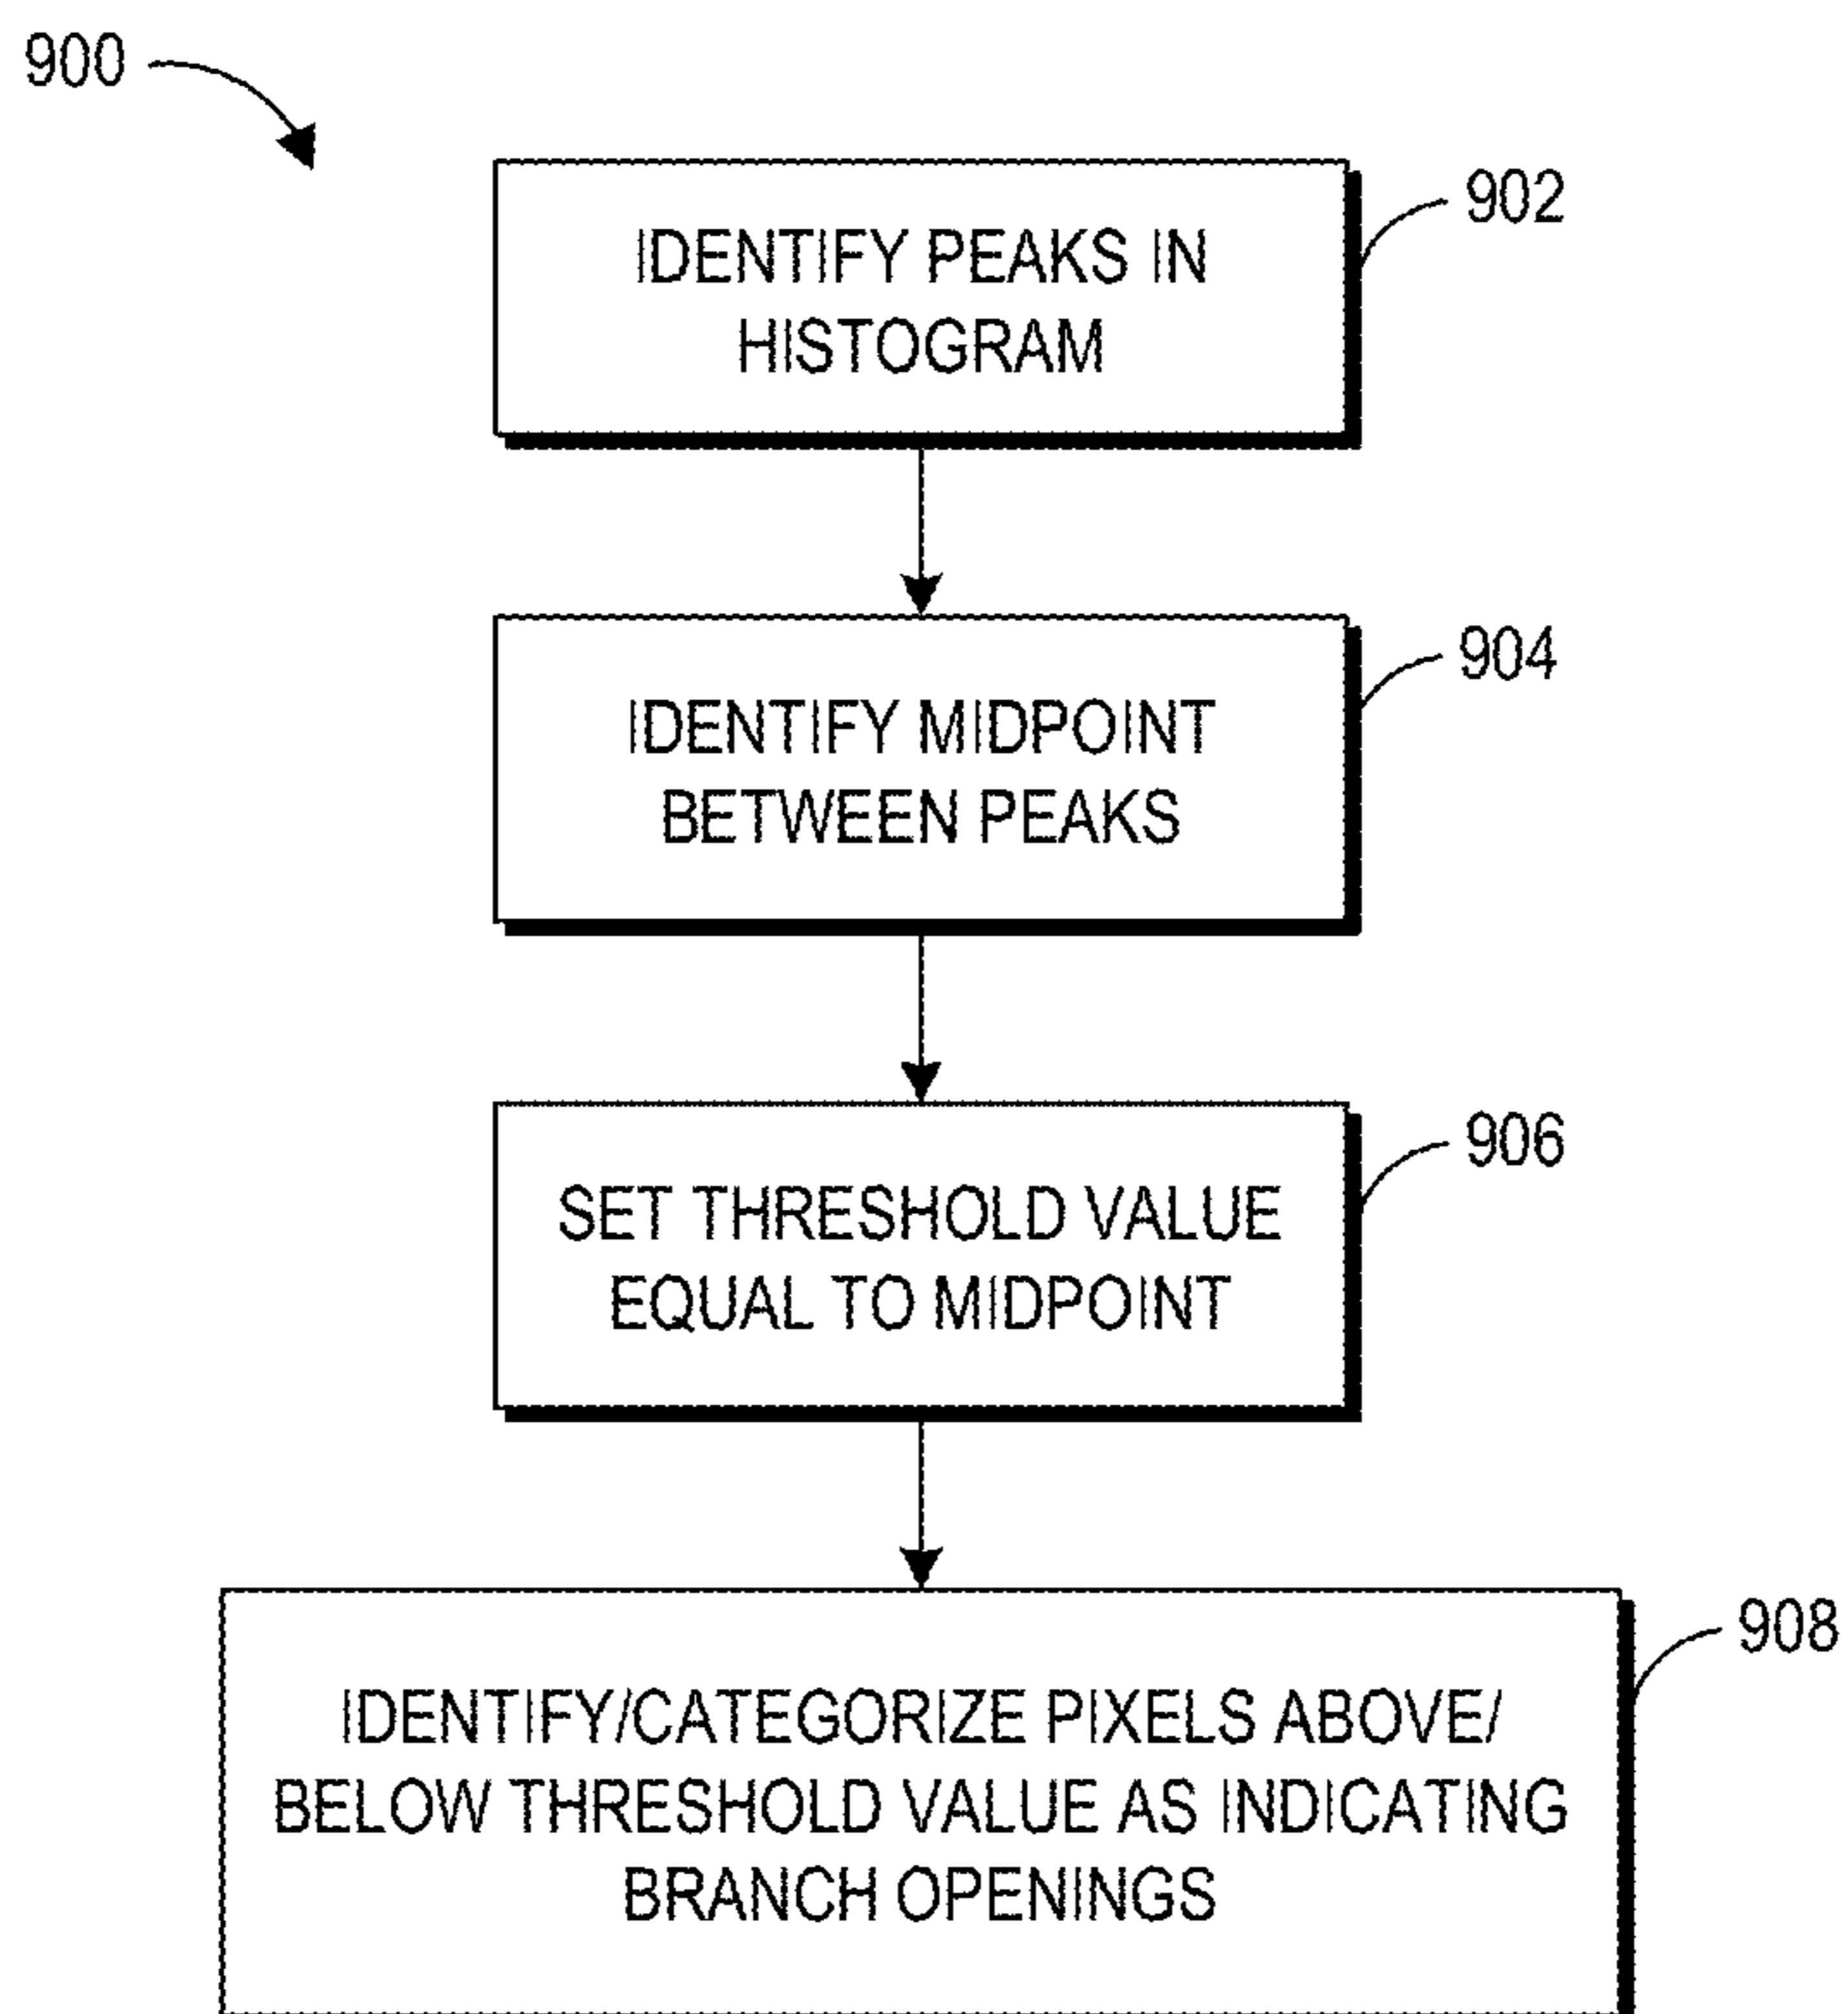 900
902
IDENTIFY PEAKS IN
HISTOGRAM
904
IDENTIFY MIDPOINT
BETWEEN PEAKS
906
SET THRESHOLD VALUE
EQUAL TO MIDPOINT
908
IDENTIFY/CATEGORIZE PIXELS ABOVE/
BELOW THRESHOLD VALUE AS INDICATING
BRANCH OPENINGS